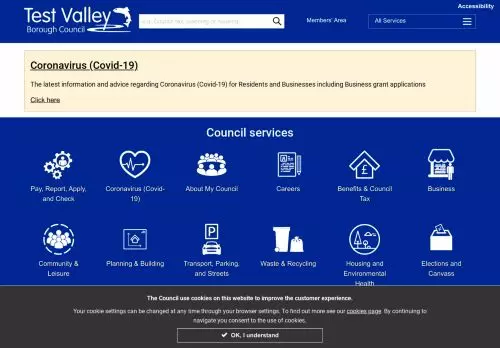 Accessibility
Test Valley
Borough Council
e.g. Council Tax, planning or housing
Members' Area
All Services
Coronavirus (Covid-19)
The latest information and advice regarding Coronavirus (Covid-19) for Residents and Businesses including Business grant applications
Click here
Council services
Pay, Report, Apply,
and Check
Coronavirus (Covid-
19)
About My Council
Careers
Benefits & Council
Tax
Business
Community &
Leisure
Planning & Building
Transport, Parking,
and Streets
Waste & Recycling
Housing and
Environmental
Health
Elections and
Canvass
The Council use cookies on this website to improve the customer experience.
Your cookie settings can be changed at any time through your browser settings. To find out more see our cookies page. By continuing to
navigate you consent to the use of cookies.
OK, I understand